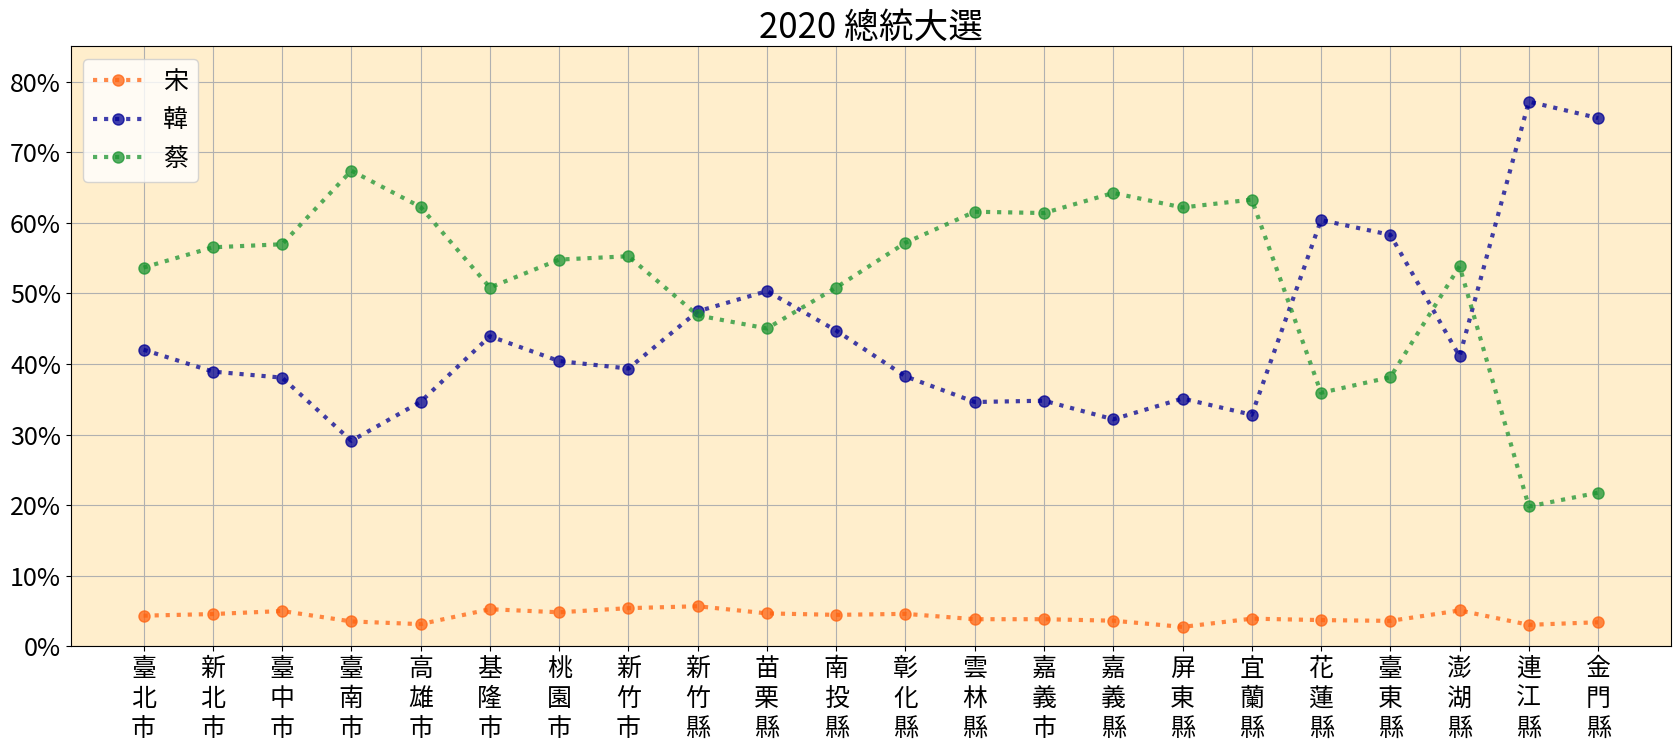 2020 總統大選
宋
韓
蔡
80%
70%
60%
50%
40%
30%
20%
10%
0%
臺北市
新北市
臺中市
臺南市
高雄市
基隆市
桃園市
新竹市
新竹縣
苗栗縣
南投縣
彰化縣
雲林縣
嘉義市
嘉義縣
屏東縣
宜蘭縣
花蓮縣
臺東縣
澎湖縣
連江縣
金門縣